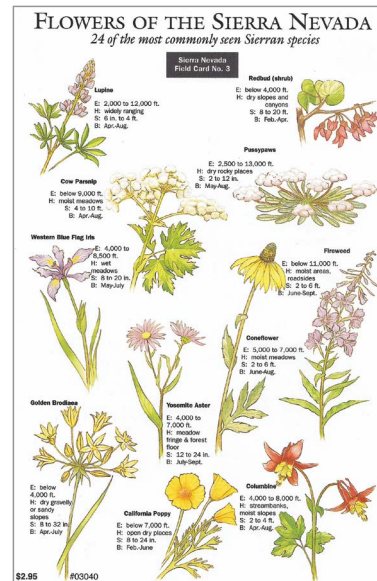 FLOWERS OF THE SIERRA NEVADA
24 of the most commonly seen Sierran species
Sierra Nevada
Field Card No. 3
Lupine
E: 2,000 to 12,000 ft.
H: widely ranging
S: 6 in. to 4 ft.
B: Apr.-Aug.
Redbud (shrub)
E: below 4,000 ft.
H: dry slopes and
canyons
S: 8 to 20 ft.
B: Feb.-Apr.
Pussypaws
E: 2,500 to 13,000 ft.
H: dry rocky places
S: 2 to 12 in.
B: May-Aug.
Cow Parsnip
E: below 9,000 ft.
H: moist meadows
S: 4 to 10 ft.
B: Apr.-Aug.
Western Blue Flag Iris
E: 4,000 to
8,500 ft.
H: wet
meadows
S: 8 to 20 in.
B: May-July
Fireweed
E: below 11,000 ft.
H: moist areas,
roadsides
S: 2 to 6 ft.
B: June-Sept.
Coneflower
E: 5,000 to 7,000 ft.
H: moist meadows
S: 2 to 6 ft.
B: June-Aug.
Golden Brodiaea
E: below
4,000 ft.
H: dry gravelly
or sandy
slopes
S: 8 to 32 in.
B: Apr.-July
Yosemite Aster
E: 4,000 to
7,000 ft.
H: meadow
fringe & forest
floor
S: 12 to 24 in.
B: July-Sept.
California Poppy
E: below 7,000 ft.
H: open dry places
S: 8 to 24 in.
B: Feb.-June
Columbine
E: 4,000 to 8,000 ft.
H: streambanks,
moist slopes
S: 2 to 4 ft.
B: Apr.-Aug.
$2.95
#03040